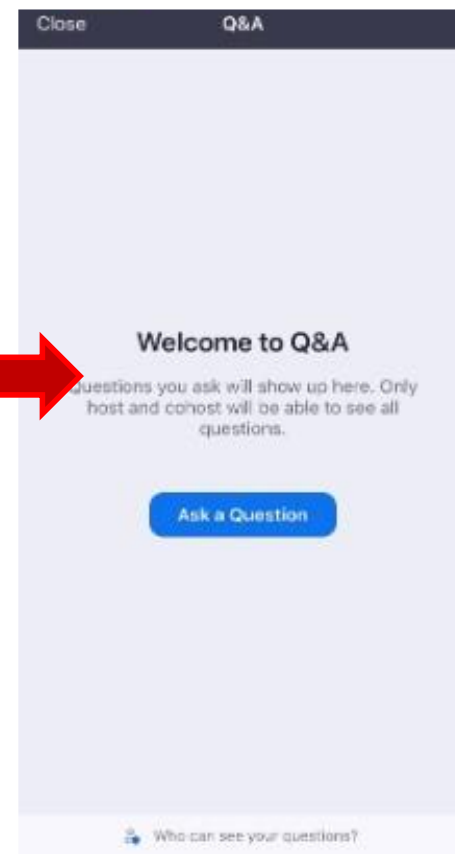 Close Q&A
Welcome to Q&A
Questions you ask will show up here. Only
host and cohost will be able to see all
questions.
Ask a Question
Who can see your questions?